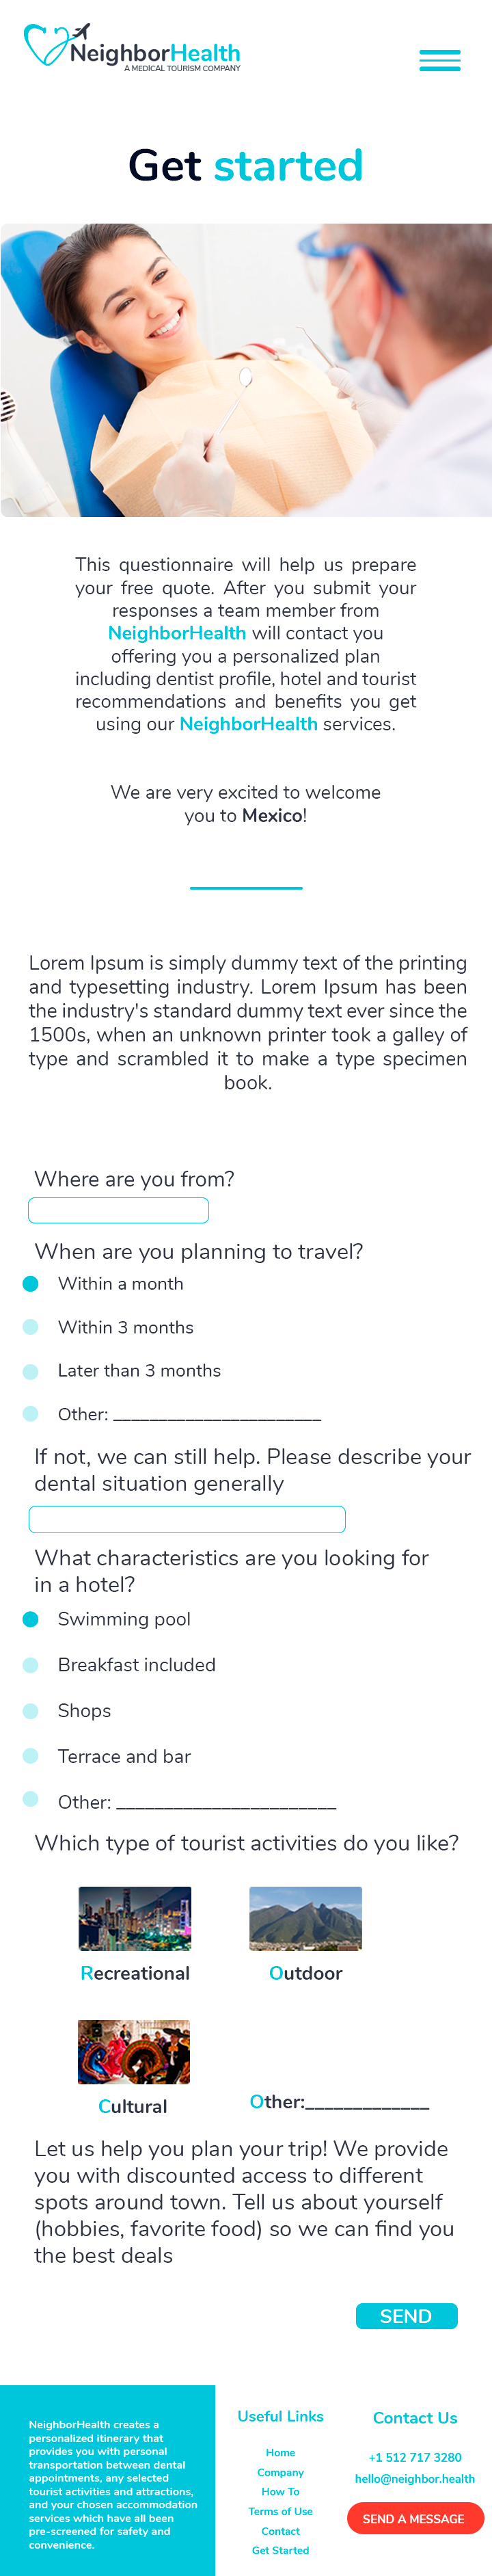 NeighborHealth
A MEDICAL TOURISM COMPANY
Get started
This questionnaire will help us prepare
your free quote. After you submit your
responses a team member from
NeighborHealth will contact you
offering you a personalized plan
including dentist profile, hotel and tourist
recommendations and benefits you get
using our NeighborHealth services.
We are very excited to welcome
you to Mexico!
Lorem Ipsum is simply dummy text of the printing
and typesetting industry. Lorem Ipsum has been
the industry's standard dummy text ever since the
1500s, when an unknown printer took a galley of
type and scrambled it to make a type specimen
book.
Where are you from?
When are you planning to travel?
Within a month
Within 3 months
Later than 3 months
Other: _______________________
If not, we can still help. Please describe your
dental situation generally
What characteristics are you looking for
in a hotel?
Swimming pool
Breakfast included
Shops
Terrace and bar
Other: _______________________
Which type of tourist activities do you like?
Recreational
Outdoor
Cultural
Other:_____________
Let us help you plan your trip! We provide
you with discounted access to different
spots around town. Tell us about yourself
(hobbies, favorite food) so we can find you
the best deals
SEND
NeighborHealth creates a
personalized itinerary that
provides you with personal
transportation between dental
appointments, any selected
tourist activities and attractions,
and your chosen accommodation
services which have all been
pre-screened for safety and
convenience.
Useful Links
Home
Company
How To
Terms of Use
Contact
Get Started
Contact Us
+1 512 717 3280
hello@neighbor.health
SEND A MESSAGE